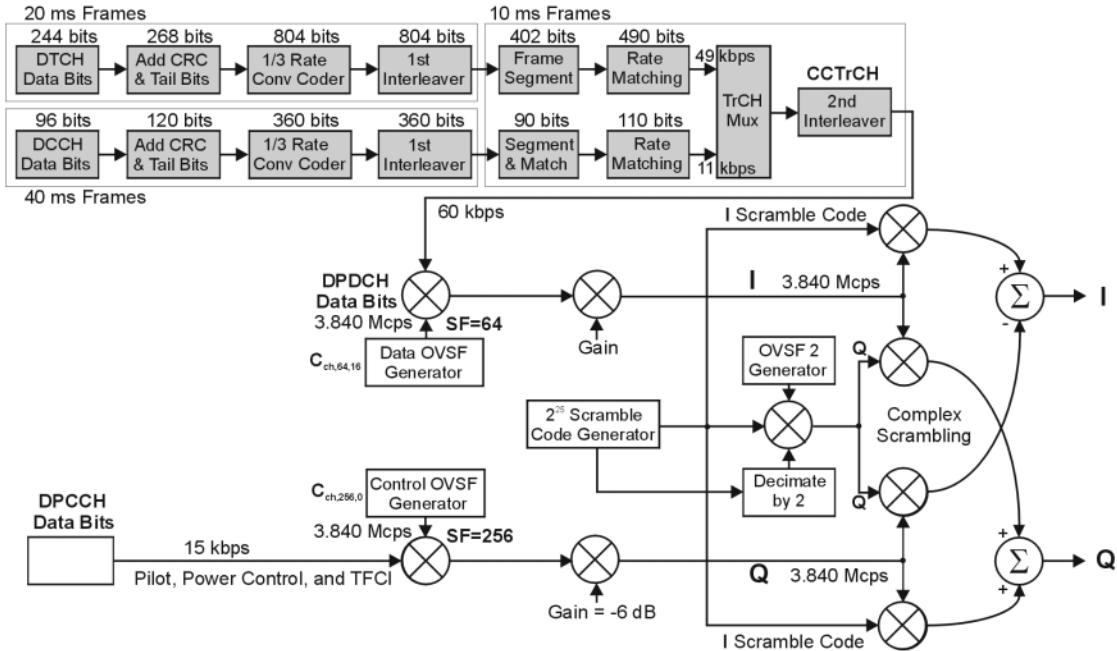 20 ms Frames
10 ms Frames
244 bits
268 bits
804 bits
804 bits
402 bits
490 bits
DTCH
Data Bits
Add CRC
& Tail Bits
1/3 Rate
Conv Coder
1st
Interleaver
Frame
Segment
Rate
Matching
49 kbps
TrCH
Mux
CCTrCH
2nd
Interleaver
96 bits
120 bits
360 bits
360 bits
90 bits
110 bits
DCCH
Data Bits
Add CRC
& Tail Bits
1/3 Rate
Conv Coder
1st
Interleaver
Segment
& Match
Rate
Matching
11 kbps
40 ms Frames
60 kbps
I Scramble Code
DPDCH
Data Bits
3.840 Mcps
SF=64
I
3.840 Mcps
+
Σ
-
I
Gain
Cch,64,16
Data OVSF
Generator
OVSF 2
Generator
Q
2²⁵ Scramble
Code Generator
Complex
Scrambling
Decimate
by 2
Q
Cch,256,0
Control OVSF
Generator
DPCCH
Data Bits
3.840 Mcps
SF=256
15 kbps
Pilot, Power Control, and TFCI
Q
3.840 Mcps
+
Σ
+
Q
Gain = -6 dB
I Scramble Code